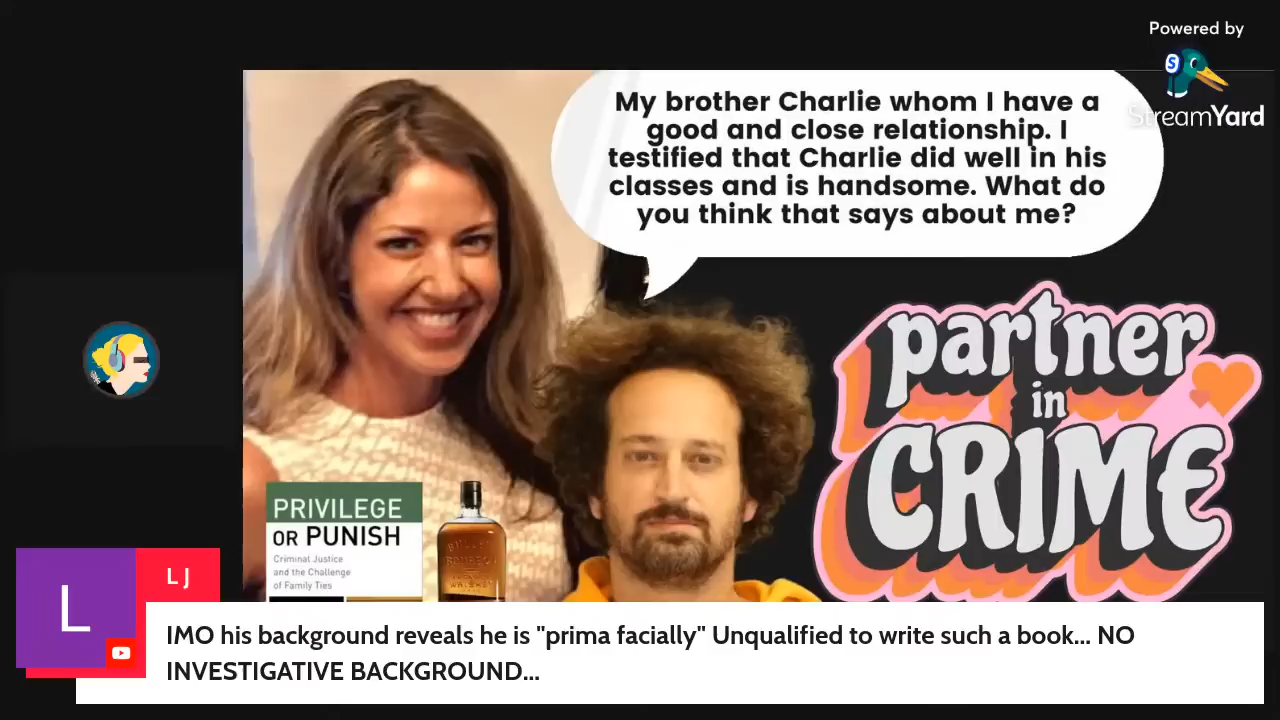 Powered by
StreamYard
My brother Charlie whom I have a
good and close relationship. I
testified that Charlie did well in his
classes and is handsome. What do
you think that says about me?
partner
in
CRIME
PRIVILEGE
OR PUNISH
Criminal Justice
and the Challenge
of Family Ties
BULLEIT
BOURBON
L
L J
IMO his background reveals he is "prima facially" Unqualified to write such a book... NO
INVESTIGATIVE BACKGROUND...